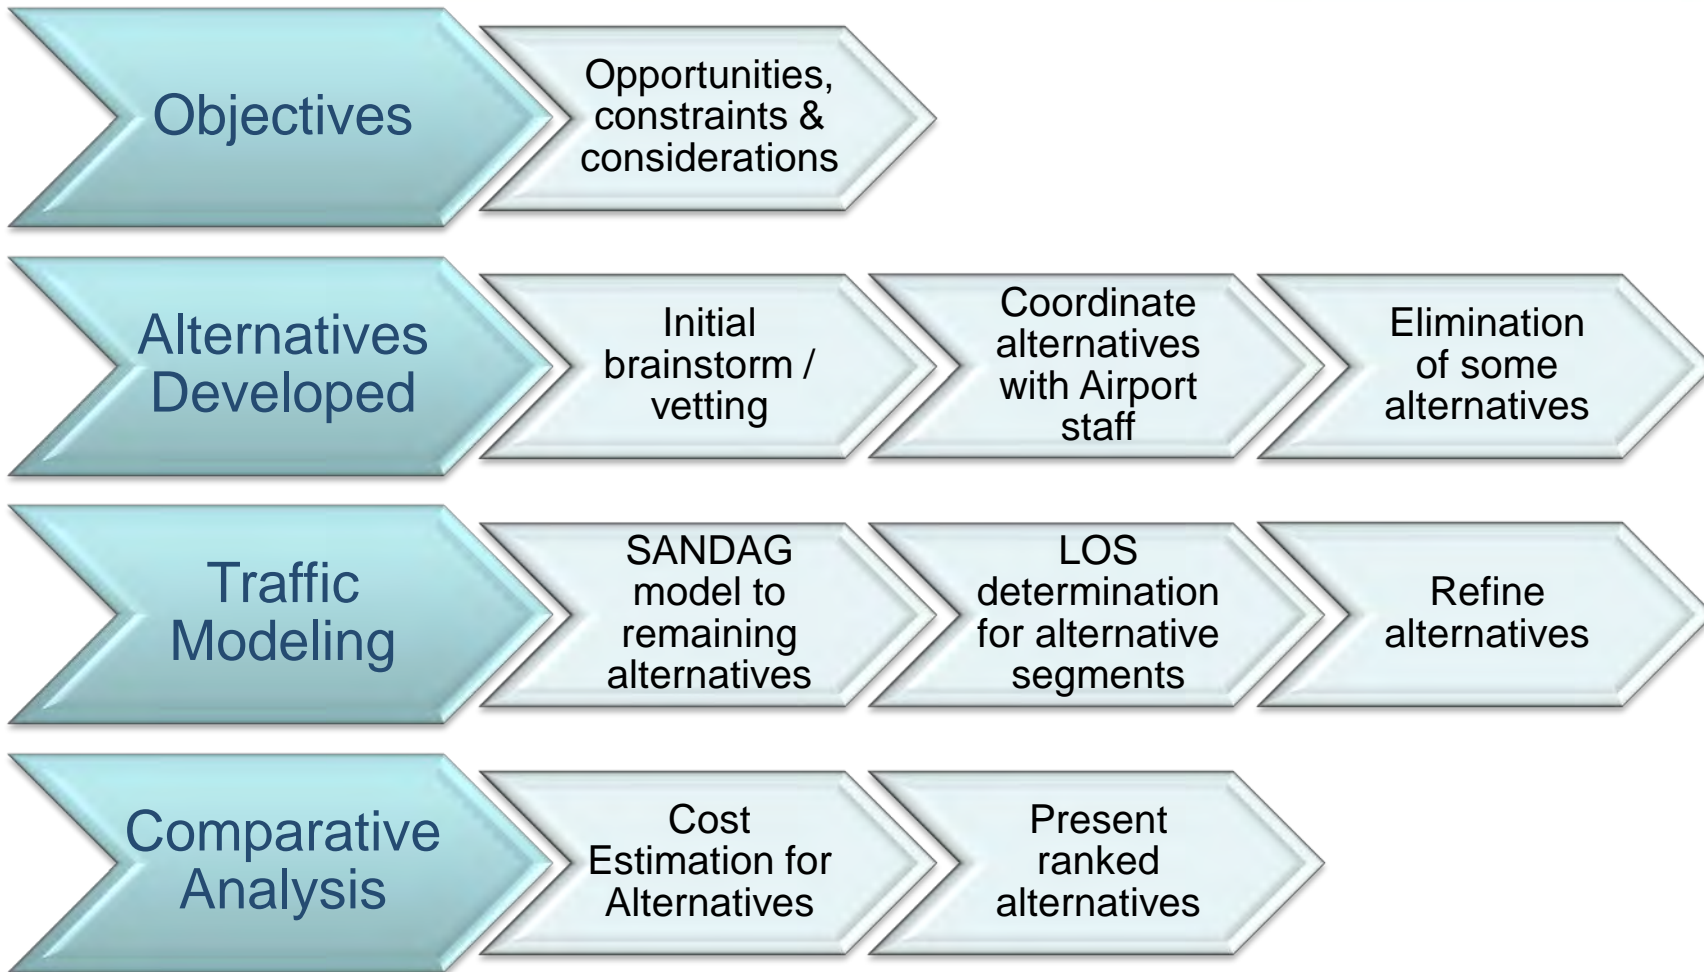 Objectives
Opportunities,
constraints &
considerations
Alternatives
Developed
Initial
brainstorm /
vetting
Coordinate
alternatives
with Airport
staff
Elimination
of some
alternatives
Traffic
Modeling
SANDAG
model to
remaining
alternatives
LOS
determination
for alternative
segments
Refine
alternatives
Comparative
Analysis
Cost
Estimation for
Alternatives
Present
ranked
alternatives